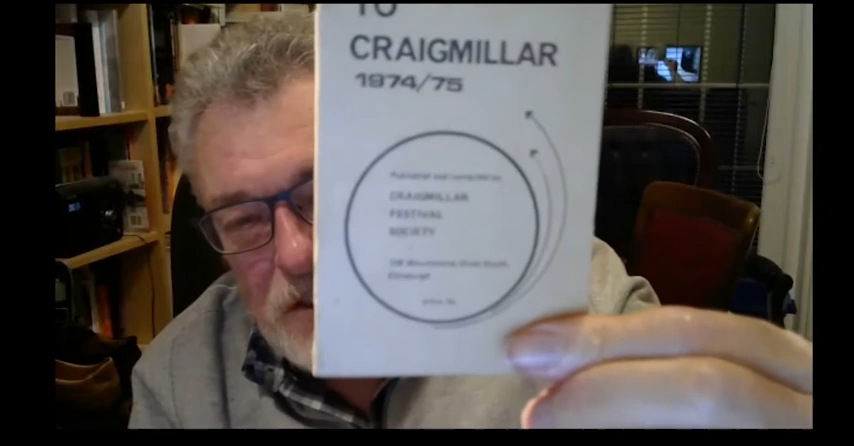 TO
CRAIGMILLAR
1974/75
Published and compiled by
CRAIGMILLAR
FESTIVAL
SOCIETY
Edinburgh